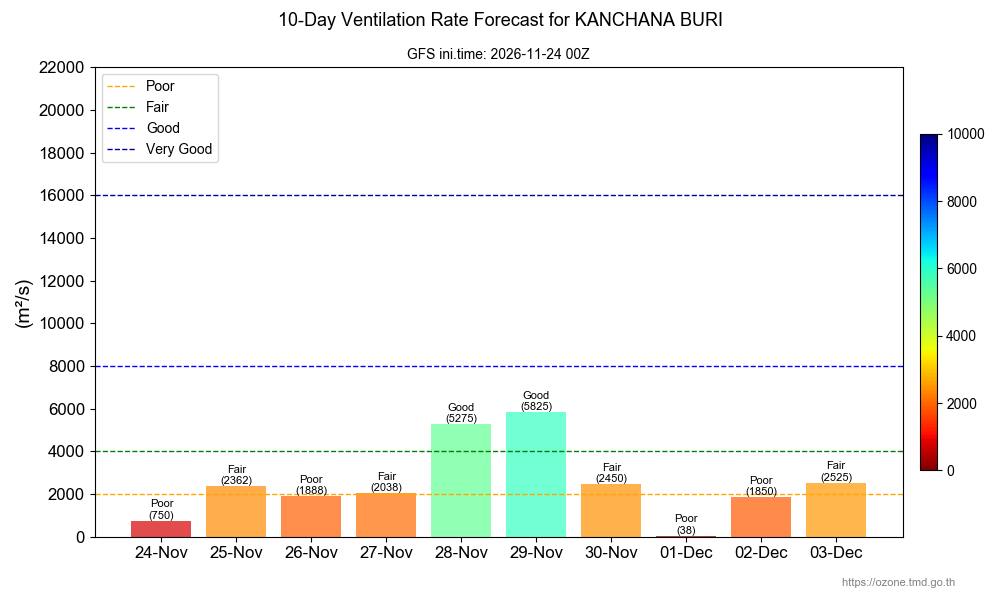 10-Day Ventilation Rate Forecast for KANCHANA BURI
GFS ini.time: 2026-11-24 00Z
(m²/s)
22000
20000
18000
16000
14000
12000
10000
8000
6000
4000
2000
0
Poor
Fair
Good
Very Good
Poor
(750)
Fair
(2362)
Poor
(1888)
Fair
(2038)
Good
(5275)
Good
(5825)
Fair
(2450)
Poor
(38)
Poor
(1850)
Fair
(2525)
24-Nov 25-Nov 26-Nov 27-Nov 28-Nov 29-Nov 30-Nov 01-Dec 02-Dec 03-Dec
10000
8000
6000
4000
2000
0
https://ozone.tmd.go.th